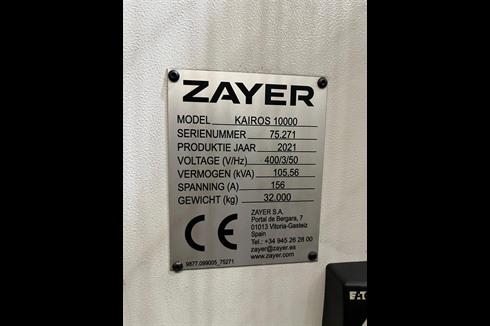 ZAYER
MODEL KAIROS 10000
SERIENUMMER 75.271
PRODUKTIE JAAR 2021
VOLTAGE (V/Hz) 400/3/50
VERMOGEN (kVA) 105,56
SPANNING (A) 156
GEWICHT (kg) 32.000
CE
ZAYER S.A.
Portal de Bergara, 7
01013 Vitoria-Gasteiz
Spain
Tel.: +34 945 26 28 00
zayer@zayer.es
www.zayer.com
9877.099005_75271